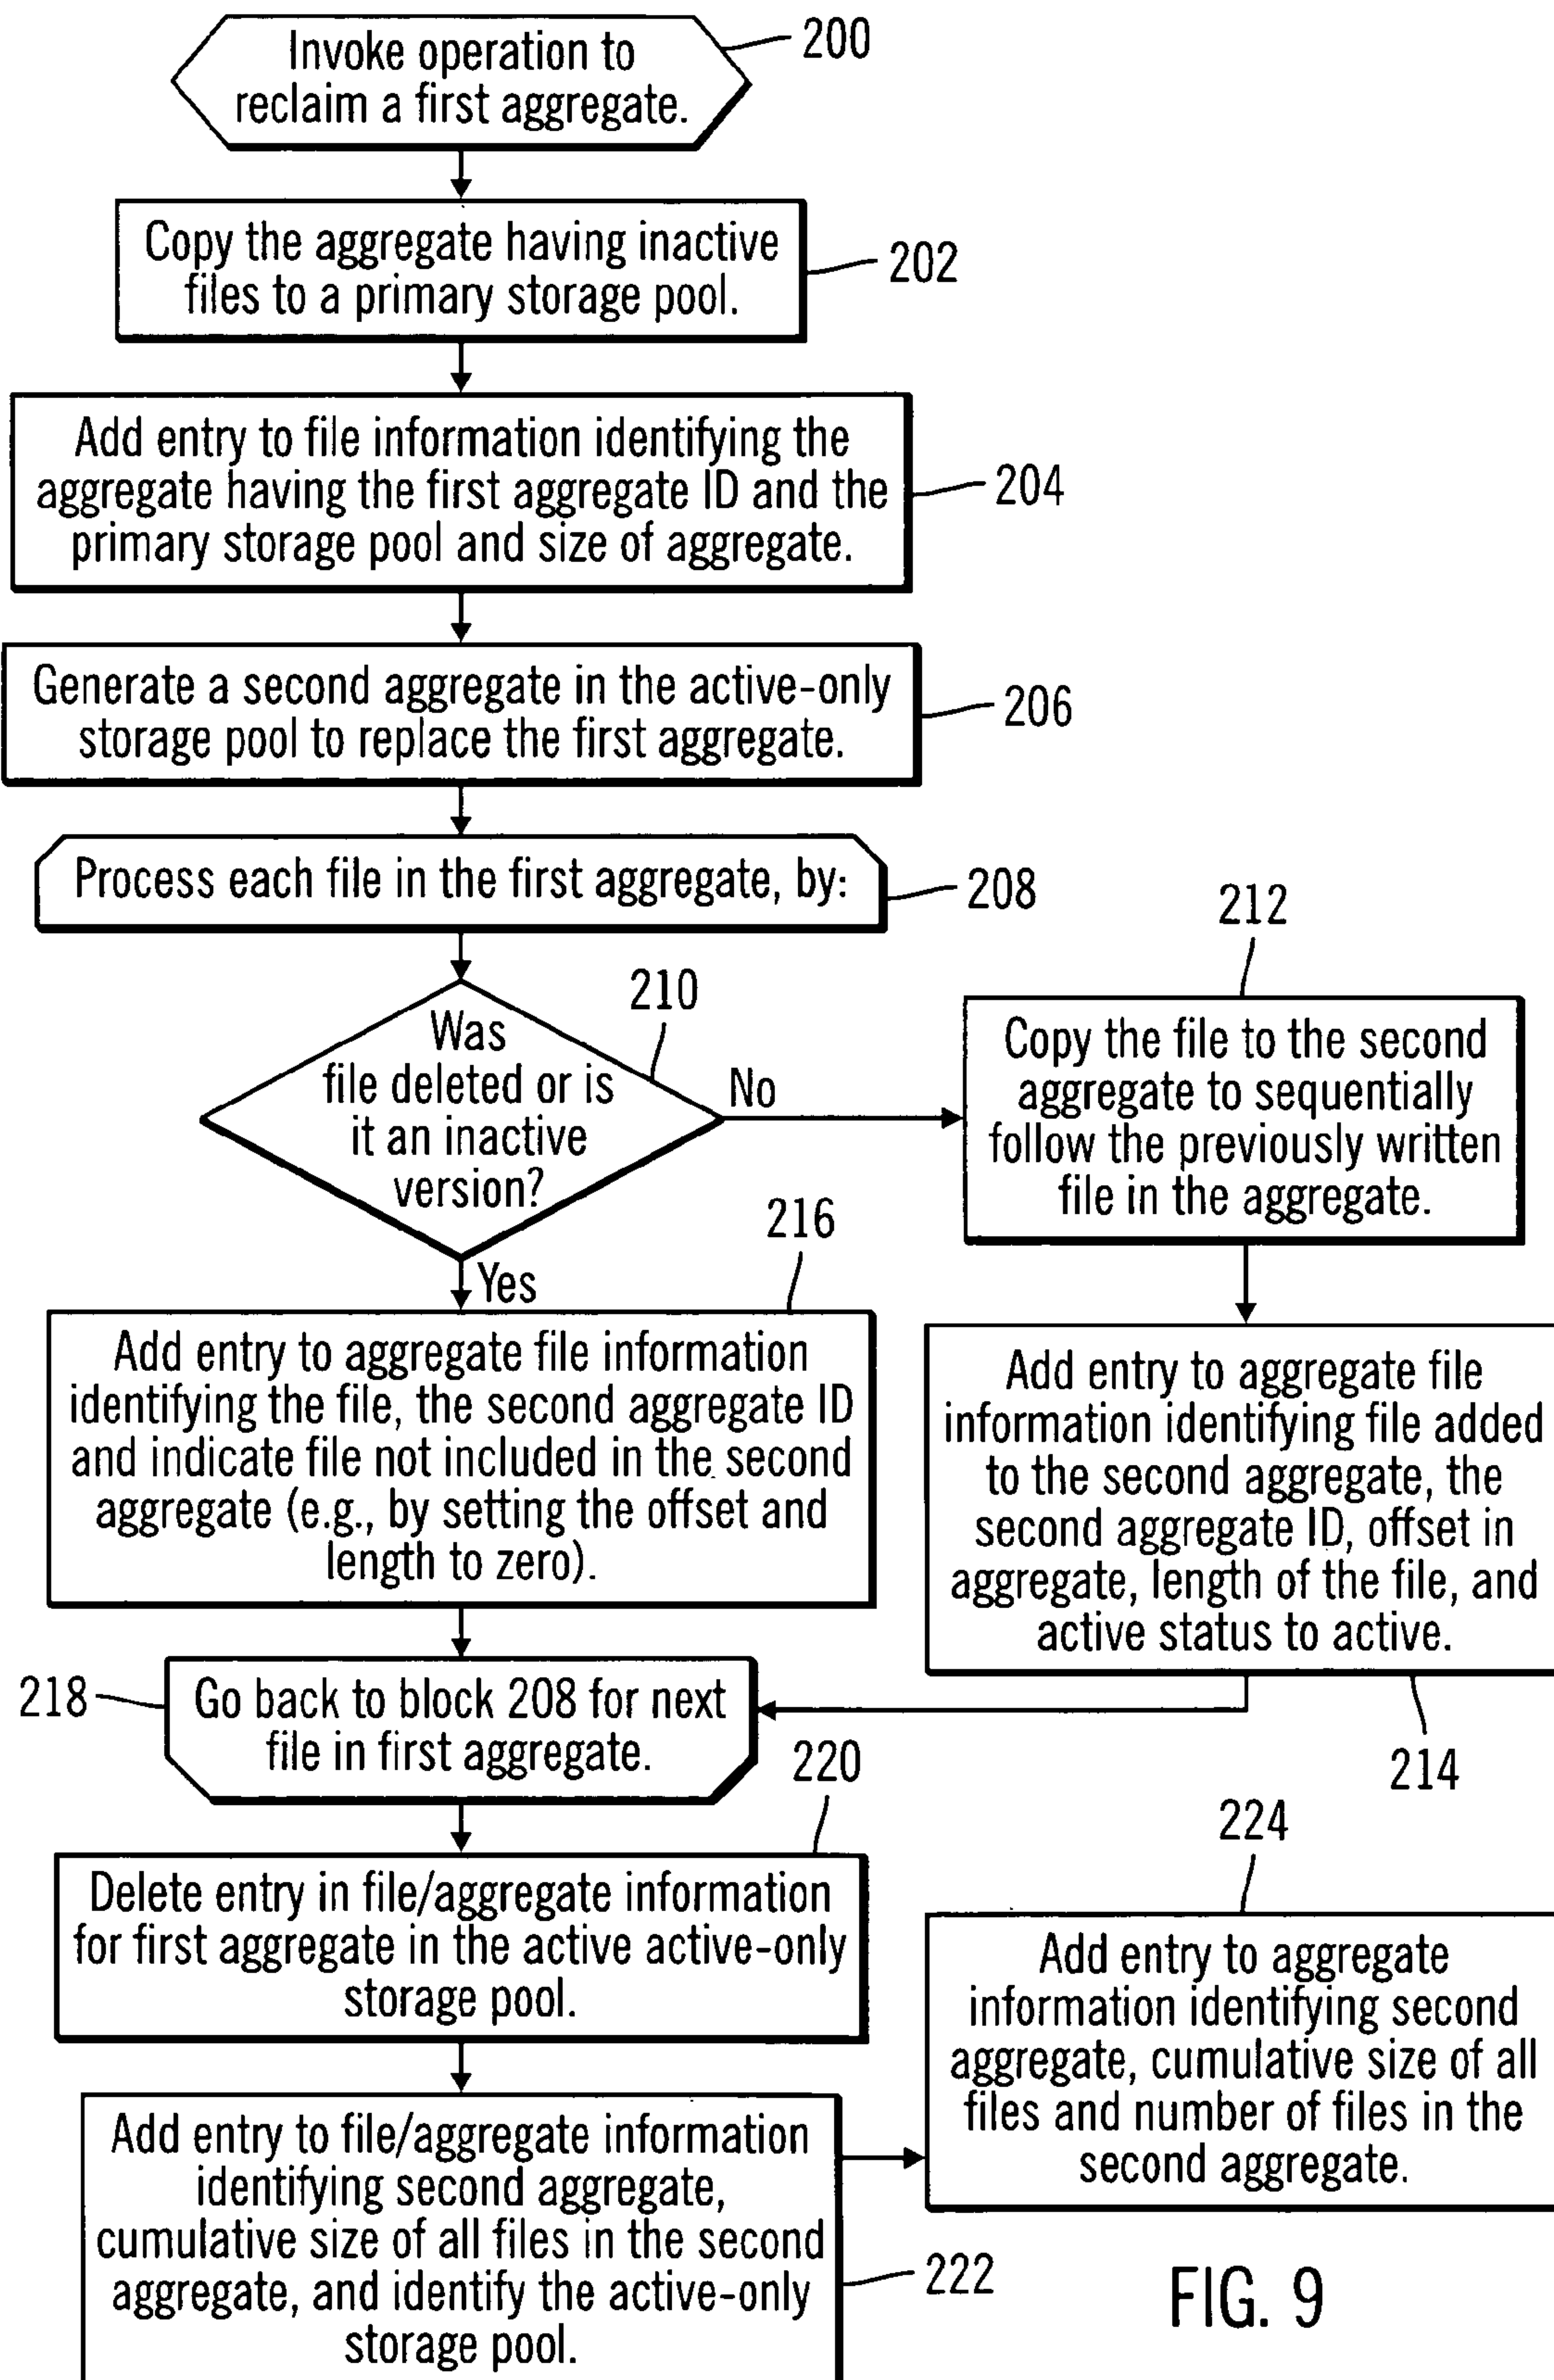 Invoke operation to
reclaim a first aggregate.
200
Copy the aggregate having inactive
files to a primary storage pool.
202
Add entry to file information identifying the
aggregate having the first aggregate ID and the
primary storage pool and size of aggregate.
204
Generate a second aggregate in the active-only
storage pool to replace the first aggregate.
206
Process each file in the first aggregate, by:
208
210
Was
file deleted or is
it an inactive
version?
No
Yes
212
Copy the file to the second
aggregate to sequentially
follow the previously written
file in the aggregate.
216
Add entry to aggregate file information
identifying the file, the second aggregate ID
and indicate file not included in the second
aggregate (e.g., by setting the offset and
length to zero).
Add entry to aggregate file
information identifying file added
to the second aggregate, the
second aggregate ID, offset in
aggregate, length of the file, and
active status to active.
214
218
Go back to block 208 for next
file in first aggregate.
220
Delete entry in file/aggregate information
for first aggregate in the active active-only
storage pool.
224
Add entry to aggregate
information identifying second
aggregate, cumulative size of all
files and number of files in the
second aggregate.
Add entry to file/aggregate information
identifying second aggregate,
cumulative size of all files in the second
aggregate, and identify the active-only
storage pool.
222
FIG. 9